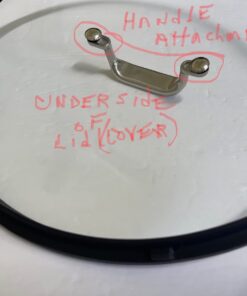 HANDLE
Attachm
UNDERSIDE
OF
Lid (COVER)